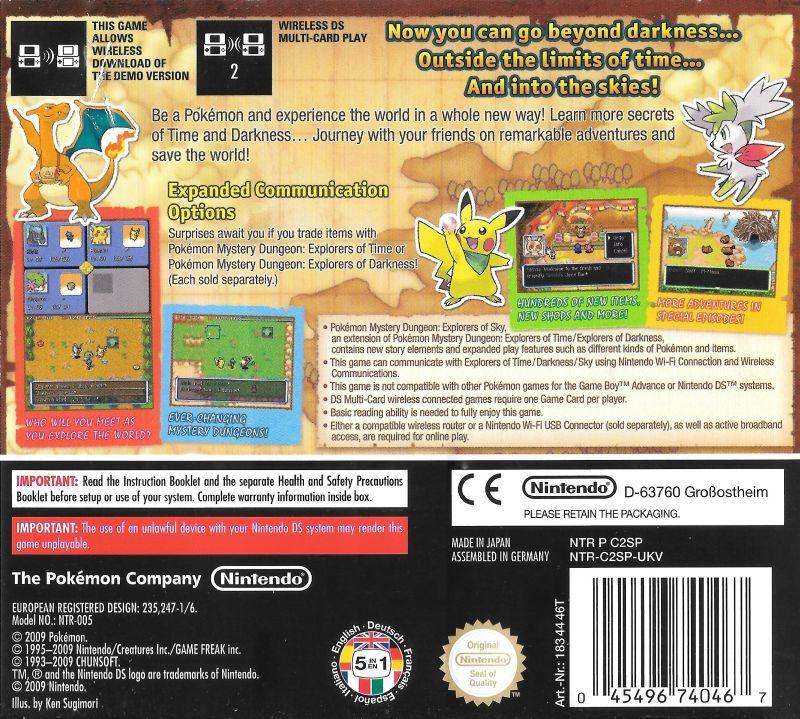 THIS GAME
ALLOWS
WIRELESS
DOWNLOAD OF
THE DEMO VERSION
WIRELESS DS
MULTI-CARD PLAY
2
Now you can go beyond darkness...
Outside the limits of time...
And into the skies!
Be a Pokémon and experience the world in a whole new way! Learn more secrets
of Time and Darkness... Journey with your friends on remarkable adventures and
save the world!
Expanded Communication
Options
Surprises await you if you trade items with
Pokémon Mystery Dungeon: Explorers of Time or
Pokémon Mystery Dungeon: Explorers of Darkness!
(Each sold separately.)
HUNDREDS OF NEW ITEMS,
NEW SHOPS AND MORE!
MORE ADVENTURES IN
SPECIAL EPISODES!
WHO WILL YOU MEET AS
YOU EXPLORE THE WORLD?
EVER-CHANGING
MYSTERY DUNGEONS!
• Pokémon Mystery Dungeon: Explorers of Sky,
an extension of Pokémon Mystery Dungeon: Explorers of Time/Explorers of Darkness,
contains new story elements and expanded play features such as different kinds of Pokémon and items.
• This game can communicate with Explorers of Time/Darkness/Sky using Nintendo Wi-Fi Connection and Wireless
Communications.
• This game is not compatible with other Pokémon games for the Game Boy™ Advance or Nintendo DS™ systems.
• DS Multi-Card wireless connected games require one Game Card per player.
• Basic reading ability is needed to fully enjoy this game.
• Either a compatible wireless router or a Nintendo Wi-Fi USB Connector (sold separately), as well as active broadband
access, are required for online play.
IMPORTANT: Read the Instruction Booklet and the separate Health and Safety Precautions
Booklet before setup or use of your system. Complete warranty information inside box.
IMPORTANT: The use of an unlawful device with your Nintendo DS system may render this
game unplayable.
CE Nintendo® D-63760 Großostheim
PLEASE RETAIN THE PACKAGING.
MADE IN JAPAN
ASSEMBLED IN GERMANY
NTR P C2SP
NTR-C2SP-UKV
The Pokémon Company Nintendo®
EUROPEAN REGISTERED DESIGN: 235,247-1/6.
Model NO.: NTR-005
© 2009 Pokémon.
© 1995–2009 Nintendo/Creatures Inc./GAME FREAK inc.
© 1993–2009 CHUNSOFT.
TM, ® and the Nintendo DS logo are trademarks of Nintendo.
© 2009 Nintendo.
Illus. by Ken Sugimori
English · Deutsch · Français · Español · Italiano
5 IN 1
Original
Nintendo
Seal of
Quality
TM
Art.-Nr.: 183 44 46T
0 45496 74046 7